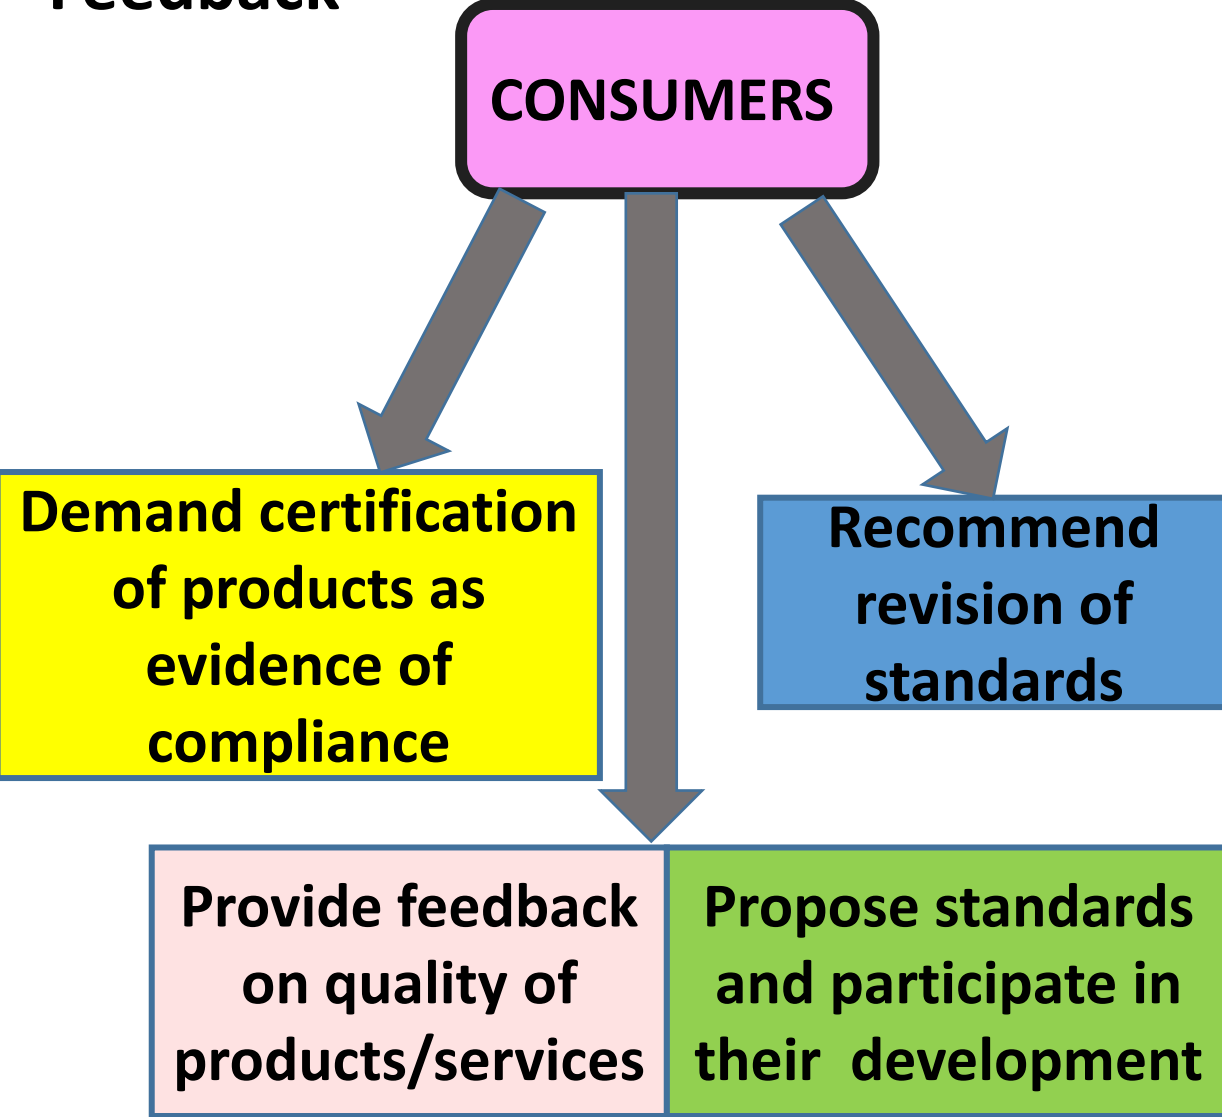 Feedback
CONSUMERS
Demand certification
of products as
evidence of
compliance
Recommend
revision of
standards
Provide feedback
on quality of
products/services
Propose standards
and participate in
their  development